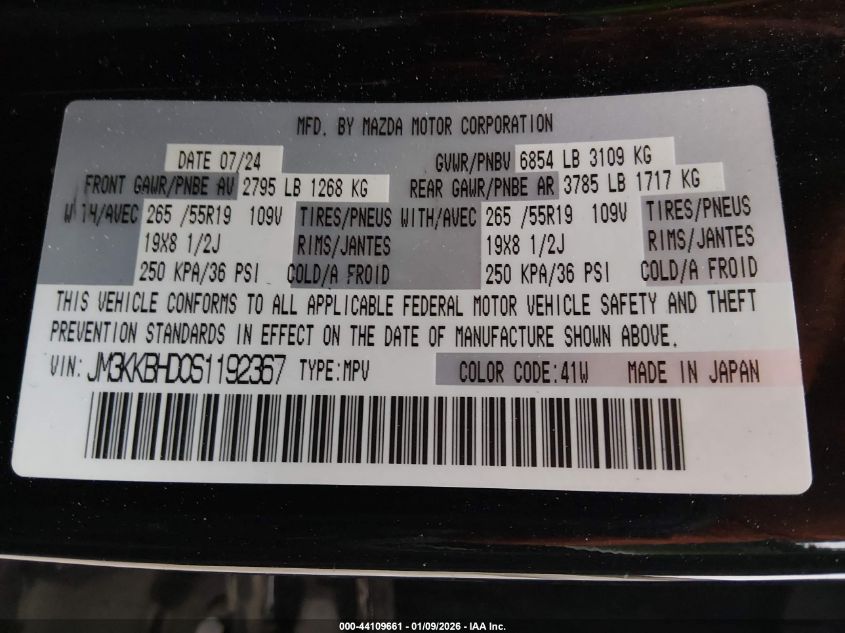 MFD. BY MAZDA MOTOR CORPORATION
DATE 07/24 GVWR/PNBV 6854 LB 3109 KG
FRONT GAWR/PNBE AV 2795 LB 1268 KG REAR GAWR/PNBE AR 3785 LB 1717 KG
WITH/AVEC 265 /55R19 109V TIRES/PNEUS WITH/AVEC 265 /55R19 109V TIRES/PNEUS
19X8 1/2J RIMS/JANTES 19X8 1/2J RIMS/JANTES
250 KPA/36 PSI COLD/A FROID 250 KPA/36 PSI COLD/A FROID
THIS VEHICLE CONFORMS TO ALL APPLICABLE FEDERAL MOTOR VEHICLE SAFETY AND THEFT
PREVENTION STANDARDS IN EFFECT ON THE DATE OF MANUFACTURE SHOWN ABOVE.
VIN: JM3KKBHDCS1192367 TYPE:MPV COLOR CODE:41W MADE IN JAPAN
000-44109661 - 01/09/2026 - IAA Inc.